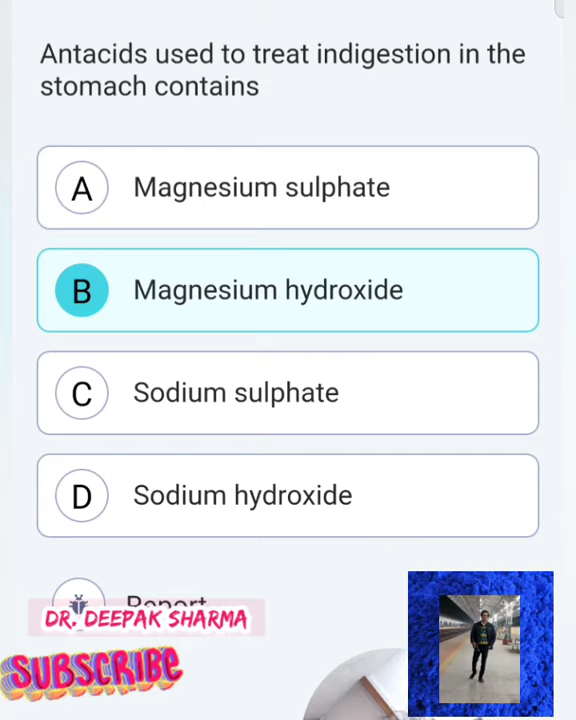 Antacids used to treat indigestion in the
stomach contains
A Magnesium sulphate
B Magnesium hydroxide
C Sodium sulphate
D Sodium hydroxide
Report
DR. DEEPAK SHARMA
SUBSCRIBE